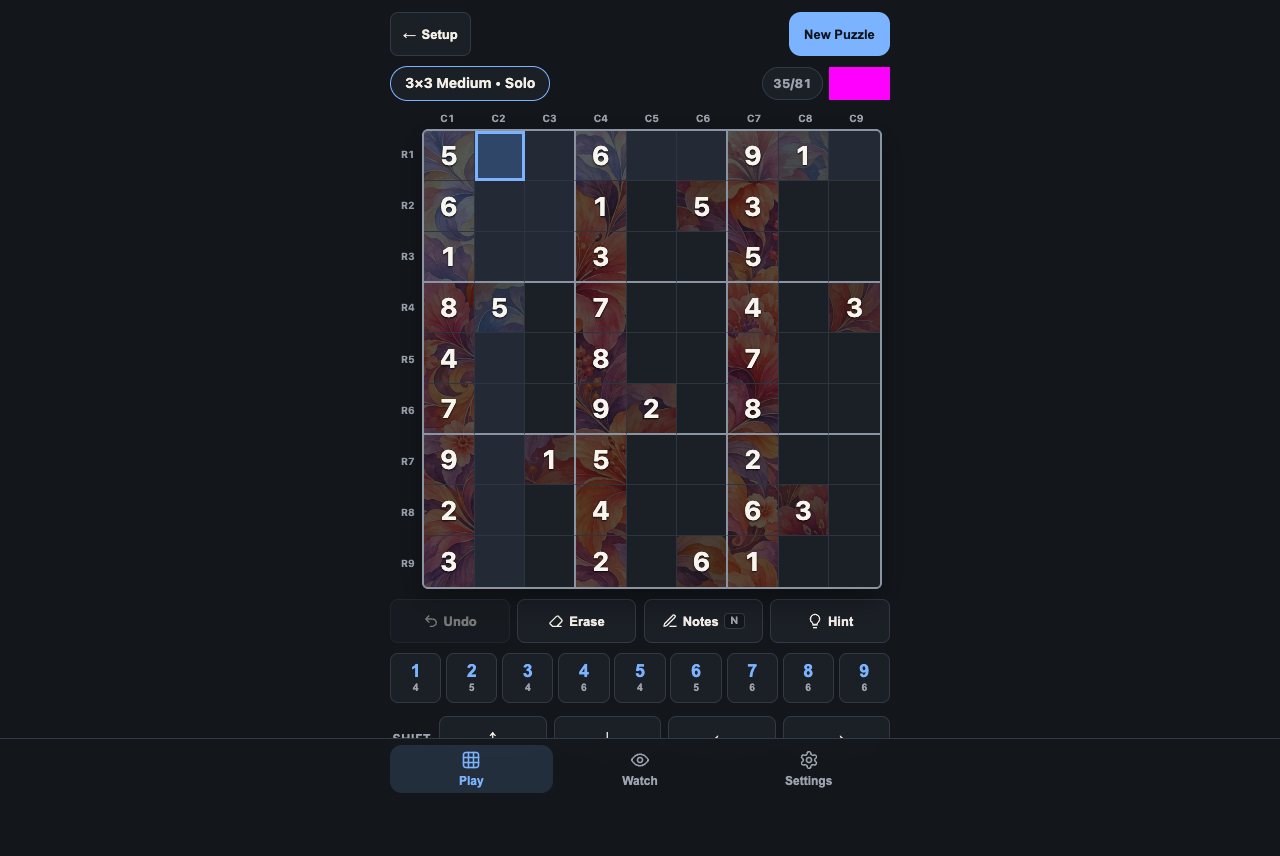 ← Setup
New Puzzle
3×3 Medium • Solo
35/81
C1 C2 C3 C4 C5 C6 C7 C8 C9
R1 5 6 9 1
R2 6 1 5 3
R3 1 3 5
R4 8 5 7 4 3
R5 4 8 7
R6 7 9 2 8
R7 9 1 5 2
R8 2 4 6 3
R9 3 2 6 1
Undo Erase Notes N Hint
1 2 3 4 5 6 7 8 9
4 5 4 6 4 5 6 6 6
SHIFT
Play Watch Settings